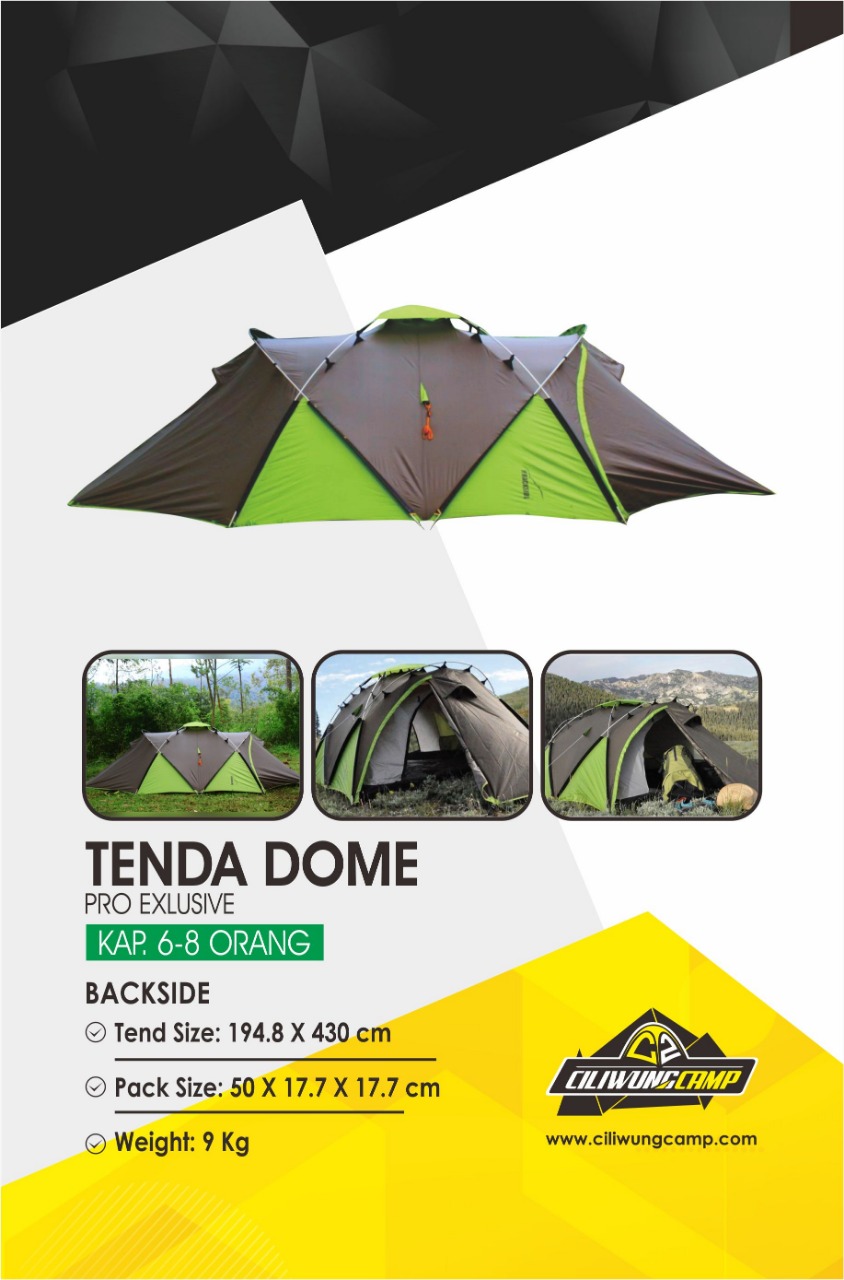 TENDA DOME
PRO EXLUSIVE
KAP. 6-8 ORANG
BACKSIDE
Tend Size: 194.8 X 430 cm
Pack Size: 50 X 17.7 X 17.7 cm
Weight: 9 Kg
C2
CILIWUNGCAMP
www.ciliwungcamp.com